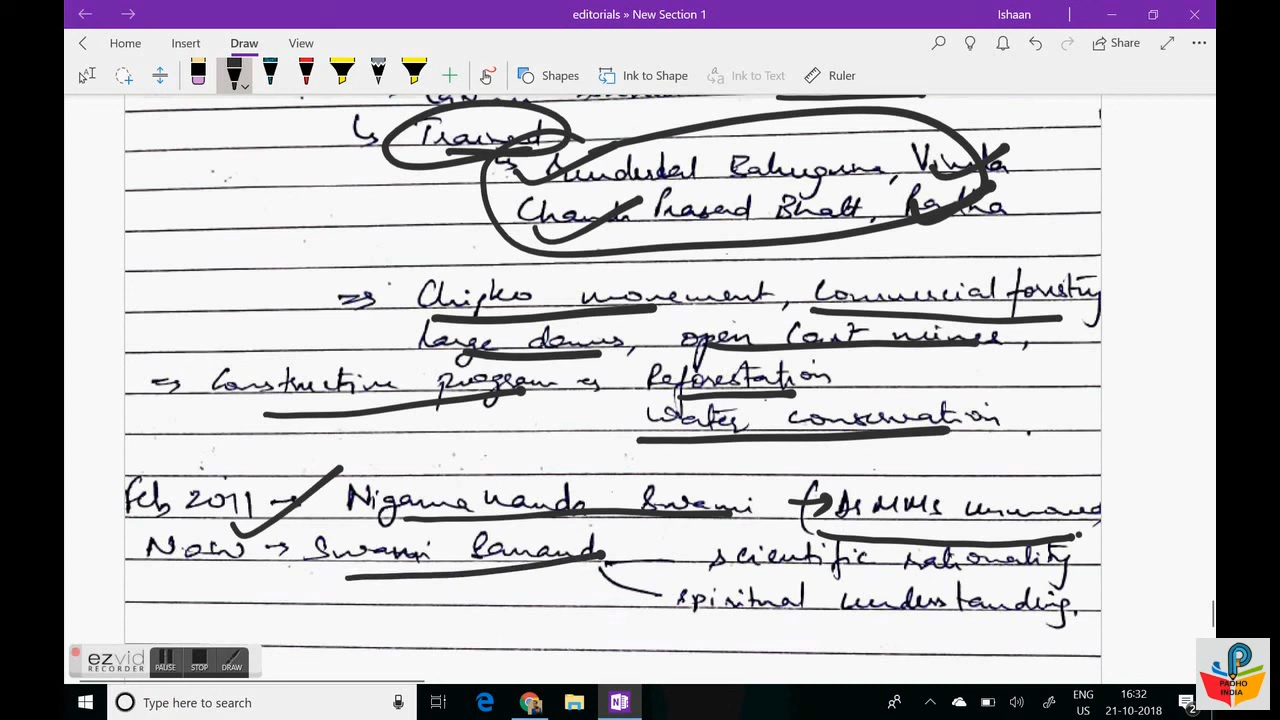 editorials » New Section 1
Ishaan
Home Insert Draw View
Share
Shapes Ink to Shape Ink to Text Ruler
↳ Trained
↳ Sunderlal Bahuguna, Vimla
Prasad Bhatt, Radha
⇒ Chipko movement, Commercial forestry
large dams, open cast mines,
⇒ Constructive program ⇒ Reforestation
Water conservation.
Feb 2011 → Nigamananda Swami
Now → Swami Sanand scientific rationality
spiritual understanding.
ezvid
RECORDER
PAUSE STOP DRAW
Type here to search
ENG
US
16:32
21-10-2018
2
PADHO
INDIA